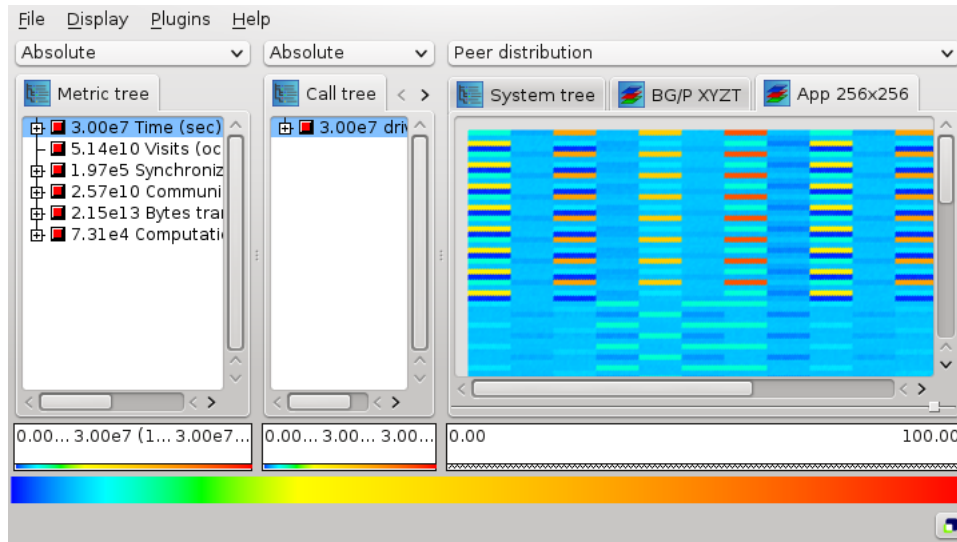 File Display Plugins Help
Absolute Absolute Peer distribution
Metric tree Call tree System tree BG/P XYZT App 256x256
3.00e7 Time (sec) 3.00e7 driv
5.14e10 Visits (oc
1.97e5 Synchroniz
2.57e10 Communi
2.15e13 Bytes tran
7.31e4 Computati
0.00... 3.00e7 (1... 3.00e7... 0.00... 3.00... 3.00... 0.00 100.00